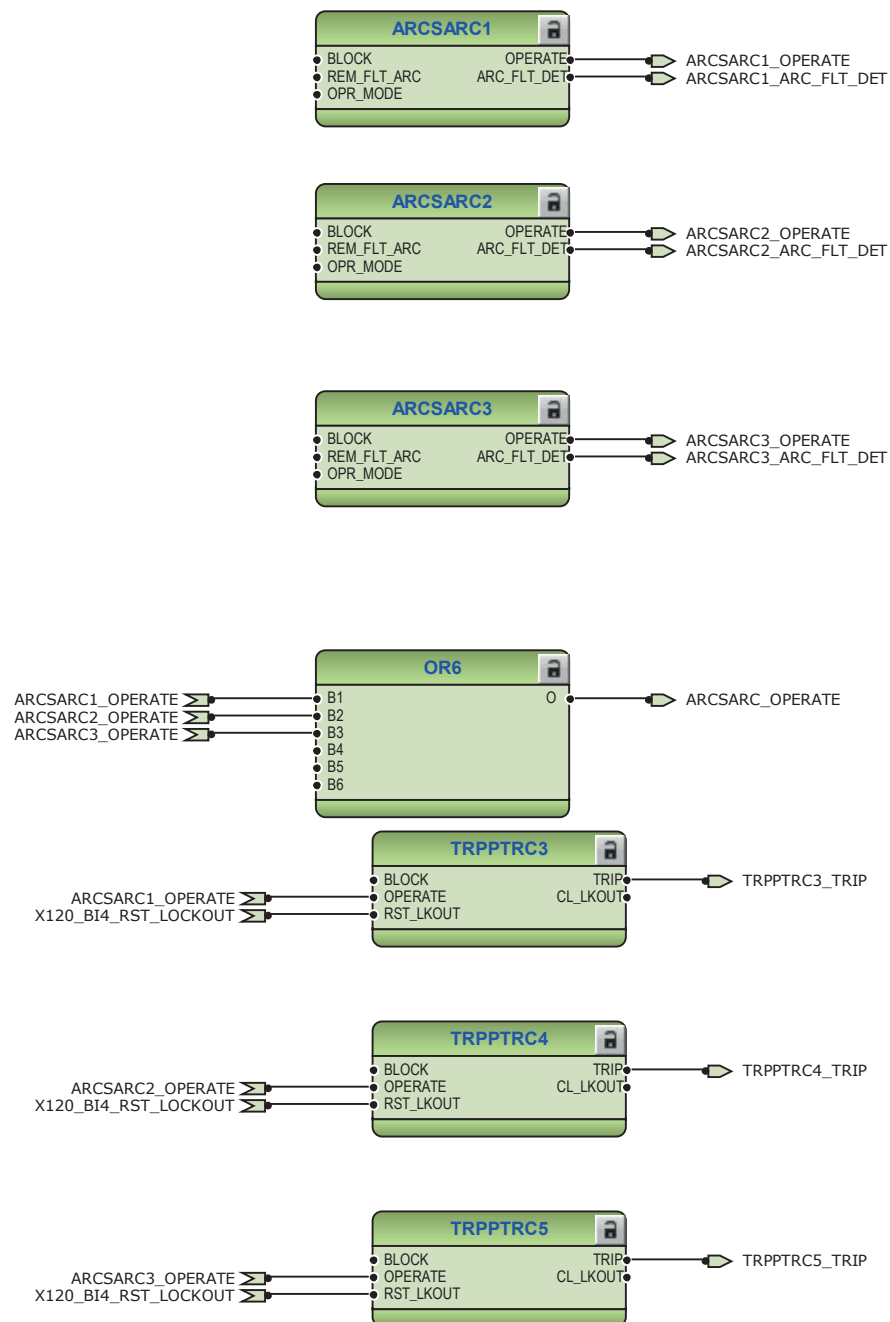 ARCSARC1
BLOCK OPERATE ARCSARC1_OPERATE
REM_FLT_ARC ARC_FLT_DET ARCSARC1_ARC_FLT_DET
OPR_MODE
ARCSARC2
BLOCK OPERATE ARCSARC2_OPERATE
REM_FLT_ARC ARC_FLT_DET ARCSARC2_ARC_FLT_DET
OPR_MODE
ARCSARC3
BLOCK OPERATE ARCSARC3_OPERATE
REM_FLT_ARC ARC_FLT_DET ARCSARC3_ARC_FLT_DET
OPR_MODE
OR6
ARCSARC1_OPERATE B1 O ARCSARC_OPERATE
ARCSARC2_OPERATE B2
ARCSARC3_OPERATE B3
B4
B5
B6
TRPPTRC3
BLOCK TRIP TRPPTRC3_TRIP
ARCSARC1_OPERATE OPERATE CL_LKOUT
X120_BI4_RST_LOCKOUT RST_LKOUT
TRPPTRC4
BLOCK TRIP TRPPTRC4_TRIP
ARCSARC2_OPERATE OPERATE CL_LKOUT
X120_BI4_RST_LOCKOUT RST_LKOUT
TRPPTRC5
BLOCK TRIP TRPPTRC5_TRIP
ARCSARC3_OPERATE OPERATE CL_LKOUT
X120_BI4_RST_LOCKOUT RST_LKOUT